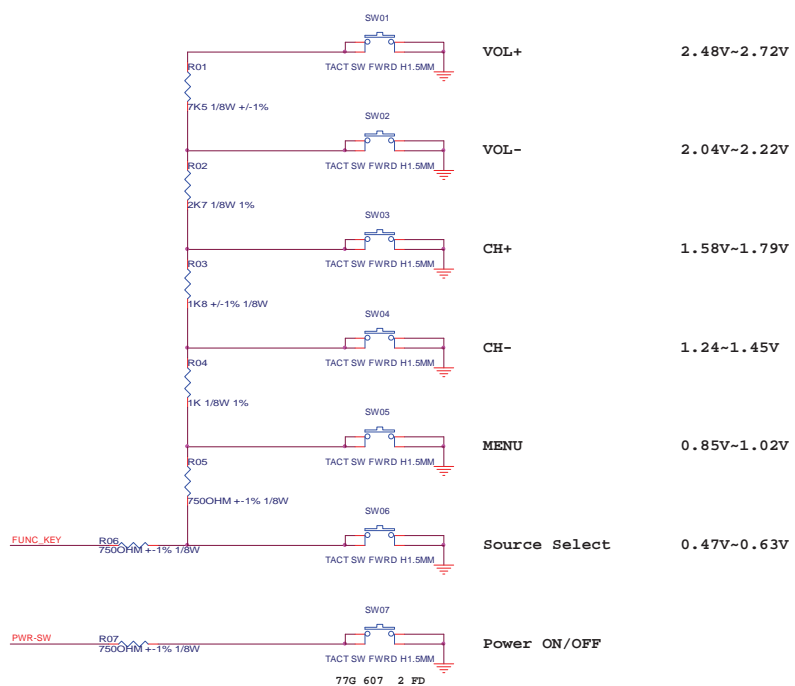 SW01
VOL+ 2.48V~2.72V
R01 TACT SW FWRD H1.5MM
7K5 1/8W +/-1%
SW02
VOL- 2.04V~2.22V
R02 TACT SW FWRD H1.5MM
2K7 1/8W 1%
SW03
CH+ 1.58V~1.79V
R03 TACT SW FWRD H1.5MM
1K8 +/-1% 1/8W
SW04
CH- 1.24~1.45V
R04 TACT SW FWRD H1.5MM
1K 1/8W 1%
SW05
MENU 0.85V~1.02V
R05 TACT SW FWRD H1.5MM
750OHM +-1% 1/8W
SW06
FUNC_KEY R06 Source Select 0.47V~0.63V
750OHM +-1% 1/8W
TACT SW FWRD H1.5MM
SW07
PWR-SW R07 Power ON/OFF
750OHM +-1% 1/8W
TACT SW FWRD H1.5MM
77G 607 2 FD